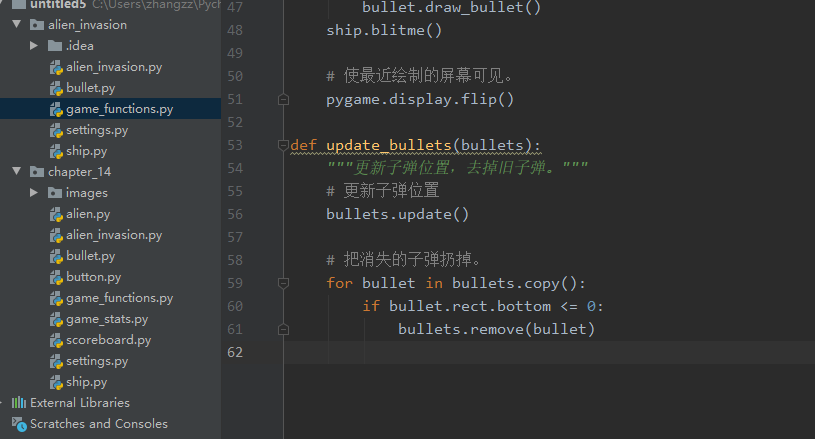 untitled5 C:\Users\zhangzz\Pych
alien_invasion
.idea
alien_invasion.py
bullet.py
game_functions.py
settings.py
ship.py
chapter_14
images
alien.py
alien_invasion.py
bullet.py
button.py
game_functions.py
game_stats.py
scoreboard.py
settings.py
ship.py
External Libraries
Scratches and Consoles
47 bullet.draw_bullet()
48 ship.blitme()
49
50 # 使最近绘制的屏幕可见。
51 pygame.display.flip()
52
53 def update_bullets(bullets):
54 """更新子弹位置，去掉旧子弹。"""
55 # 更新子弹位置
56 bullets.update()
57
58 # 把消失的子弹扔掉。
59 for bullet in bullets.copy():
60 if bullet.rect.bottom <= 0:
61 bullets.remove(bullet)
62